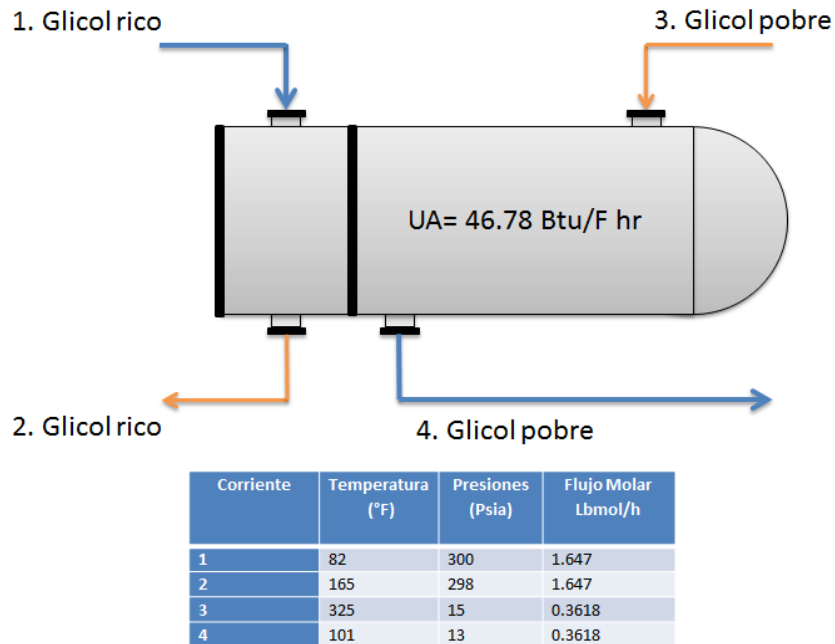 1. Glicol rico
3. Glicol pobre
UA= 46.78 Btu/F hr
2. Glicol rico
4. Glicol pobre
Corriente Temperatura (°F) Presiones (Psia) Flujo Molar Lbmol/h
1 82 300 1.647
2 165 298 1.647
3 325 15 0.3618
4 101 13 0.3618